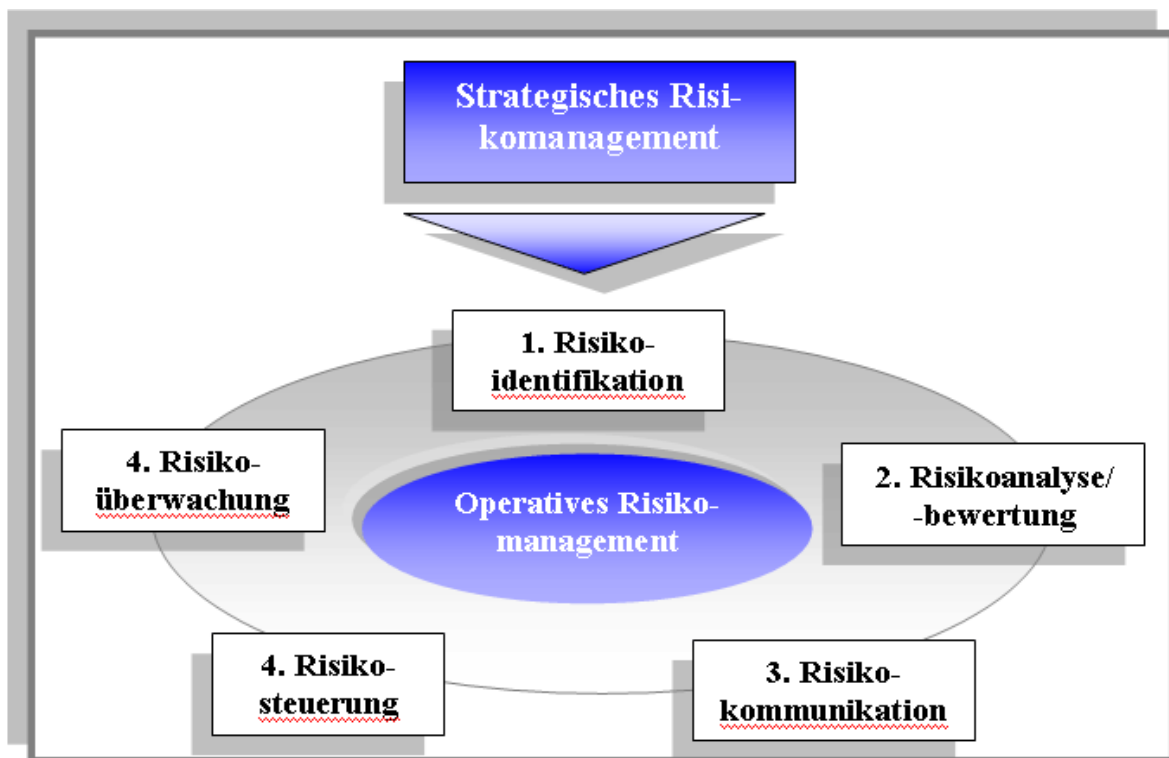 Strategisches Risi-
komanagement
1. Risiko-
identifikation
2. Risikoanalyse/
-bewertung
3. Risiko-
kommunikation
4. Risiko-
steuerung
4. Risiko-
überwachung
Operatives Risiko-
management